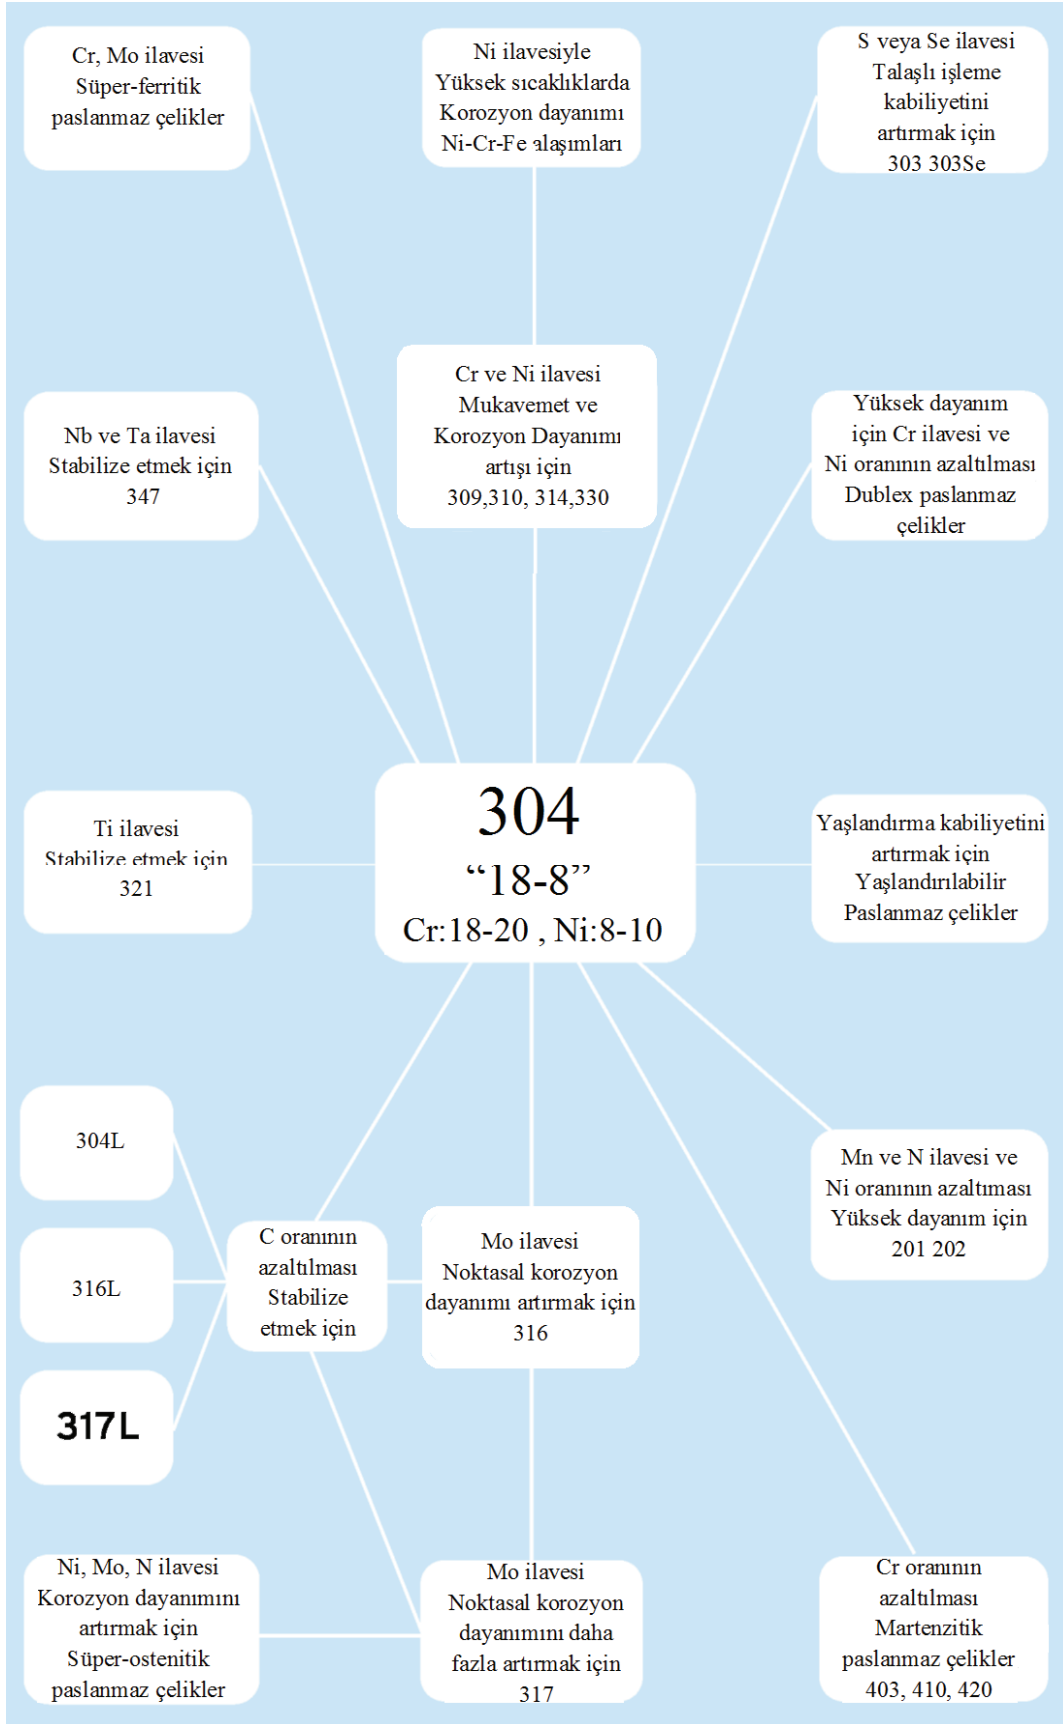 Cr, Mo ilavesi
Süper-ferritik
paslanmaz çelikler
Ni ilavesiyle
Yüksek sıcaklıklarda
Korozyon dayanımı
Ni-Cr-Fe alaşımları
S veya Se ilavesi
Talaşlı işleme
kabiliyetini
artırmak için
303 303Se
Nb ve Ta ilavesi
Stabilize etmek için
347
Cr ve Ni ilavesi
Mukavemet ve
Korozyon Dayanımı
artışı için
309,310, 314,330
Yüksek dayanım
için Cr ilavesi ve
Ni oranının azaltılması
Dublex paslanmaz
çelikler
Ti ilavesi
Stabilize etmek için
321
304
“18-8”
Cr:18-20 , Ni:8-10
Yaşlandırma kabiliyetini
artırmak için
Yaşlandırılabilir
Paslanmaz çelikler
304L
316L
317L
C oranının
azaltılması
Stabilize
etmek için
Mo ilavesi
Noktasal korozyon
dayanımı artırmak için
316
Mn ve N ilavesi ve
Ni oranının azaltıması
Yüksek dayanım için
201 202
Ni, Mo, N ilavesi
Korozyon dayanımını
artırmak için
Süper-ostenitik
paslanmaz çelikler
Mo ilavesi
Noktasal korozyon
dayanımını daha
fazla artırmak için
317
Cr oranının
azaltılması
Martenzitik
paslanmaz çelikler
403, 410, 420